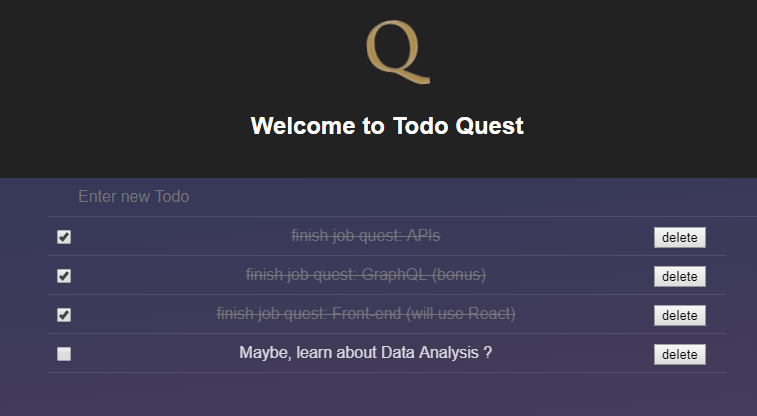 Q
Welcome to Todo Quest
Enter new Todo
finish job quest: APIs delete
finish job quest: GraphQL (bonus) delete
finish job quest: Front-end (will use React) delete
Maybe, learn about Data Analysis ? delete